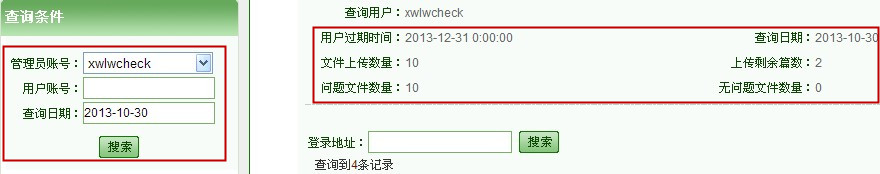 查询条件
管理员账号： xwlwcheck
用户账号：
查询日期： 2013-10-30
搜索
查询用户： xwlwcheck
用户过期时间： 2013-12-31 0:00:00 查询日期： 2013-10-30
文件上传数量： 10 上传剩余篇数： 2
问题文件数量： 10 无问题文件数量： 0
登录地址： 搜索
查询到4条记录